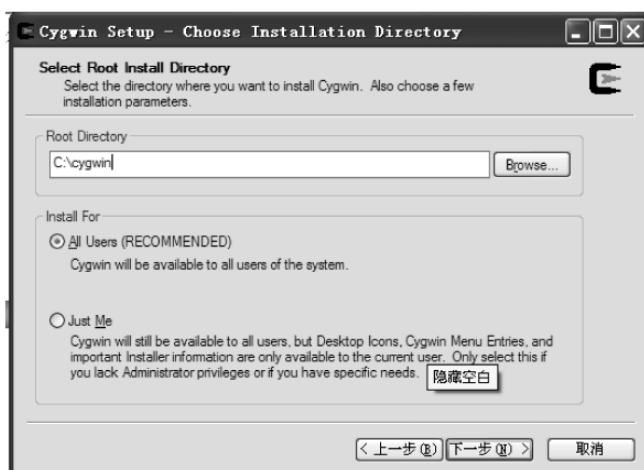 Cygwin Setup - Choose Installation Directory
Select Root Install Directory
Select the directory where you want to install Cygwin. Also choose a few
installation parameters.
Root Directory
C:\cygwin
Browse...
Install For
All Users (RECOMMENDED)
Cygwin will be available to all users of the system.
Just Me
Cygwin will still be available to all users, but Desktop Icons, Cygwin Menu Entries, and
important Installer information are only available to the current user. Only select this if
you lack Administrator privileges or if you have specific needs.
隐藏空白
< 上一步(B) 下一步(N) > 取消